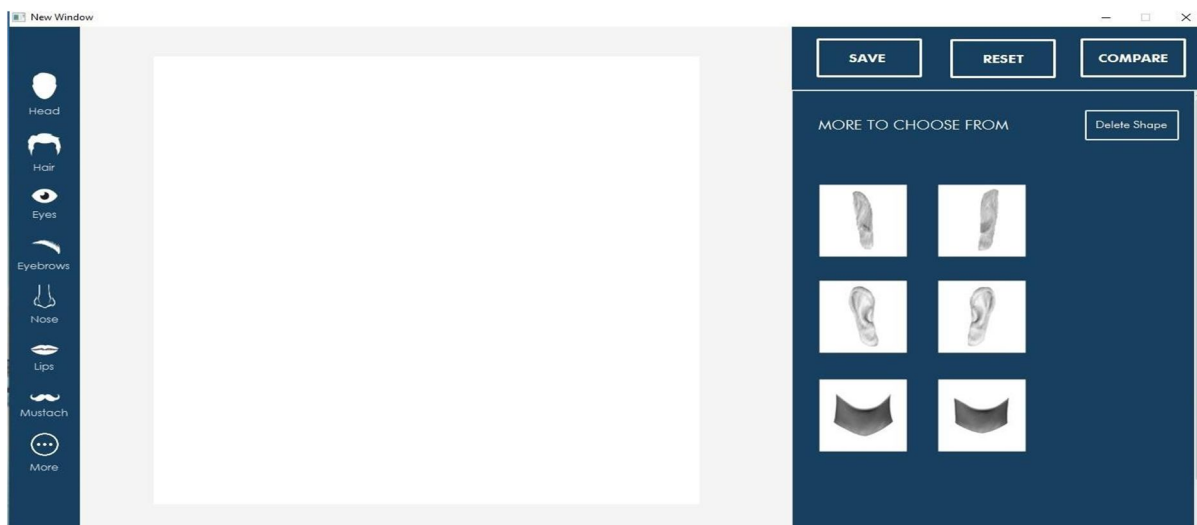 New Window
Head
Hair
Eyes
Eyebrows
Nose
Lips
Mustach
More
SAVE
RESET
COMPARE
MORE TO CHOOSE FROM
Delete Shape